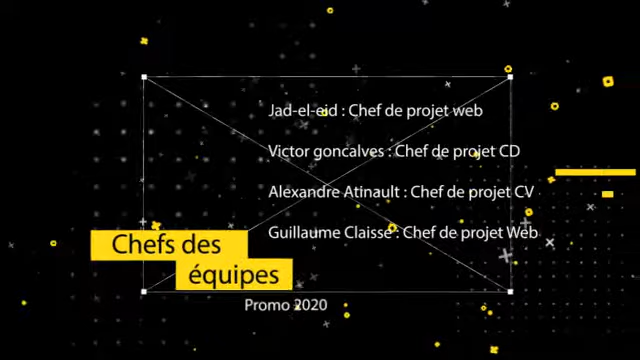 Jad-el-eid : Chef de projet web
Victor goncalves : Chef de projet CD
Alexandre Atinault : Chef de projet CV
Guillaume Claisse : Chef de projet Web
Chefs des
équipes
Promo 2020